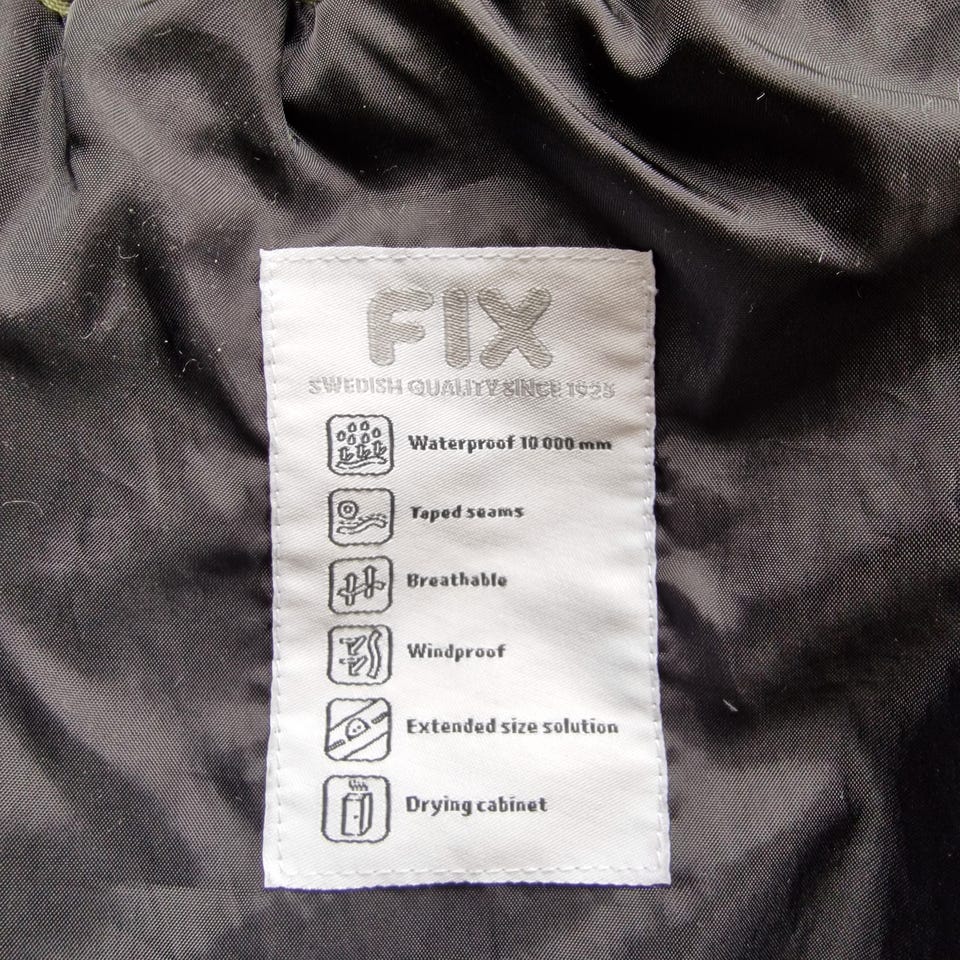 FIX
SWEDISH QUALITY SINCE 1925
Waterproof 10 000 mm
Taped seams
Breathable
Windproof
Extended size solution
Drying cabinet